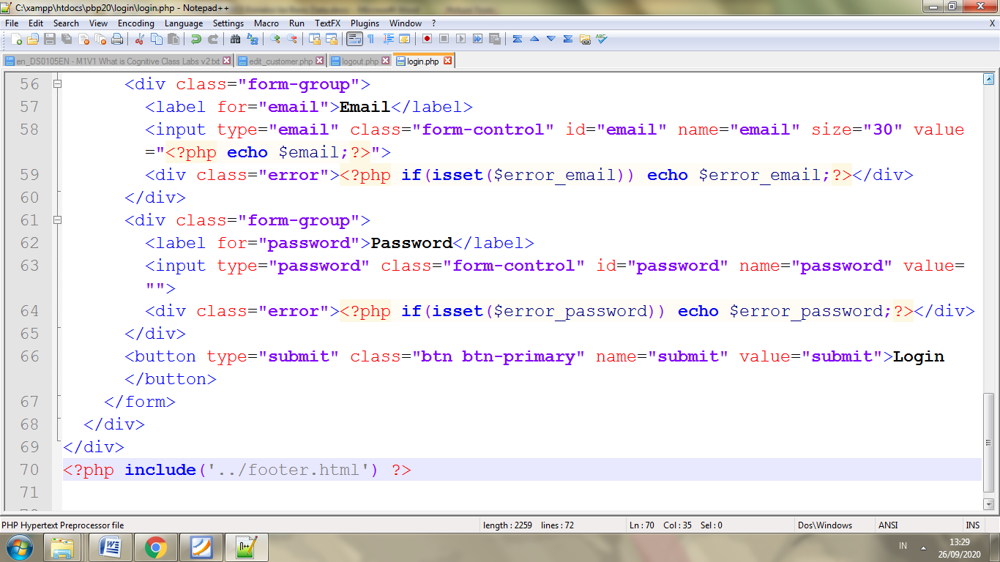 C:\xampp\htdocs\pbp20\login\login.php - Notepad++
File Edit Search View Encoding Language Settings Macro Run TextFX Plugins Window ? X
en_DS0105EN - M1V1 What is Cognitive Class Labs v2.txt edit_customer.php logout.php login.php
56 <div class="form-group">
57 <label for="email">Email</label>
58 <input type="email" class="form-control" id="email" name="email" size="30" value
="<?php echo $email;?>">
59 <div class="error"><?php if(isset($error_email)) echo $error_email;?></div>
60 </div>
61 <div class="form-group">
62 <label for="password">Password</label>
63 <input type="password" class="form-control" id="password" name="password" value=
"">
64 <div class="error"><?php if(isset($error_password)) echo $error_password;?></div>
65 </div>
66 <button type="submit" class="btn btn-primary" name="submit" value="submit">Login
</button>
67 </form>
68 </div>
69 </div>
70 <?php include('../footer.html') ?>
71
PHP Hypertext Preprocessor file length : 2259 lines : 72 Ln : 70 Col : 35 Sel : 0 Dos\Windows ANSI INS
IN 13:29
26/09/2020